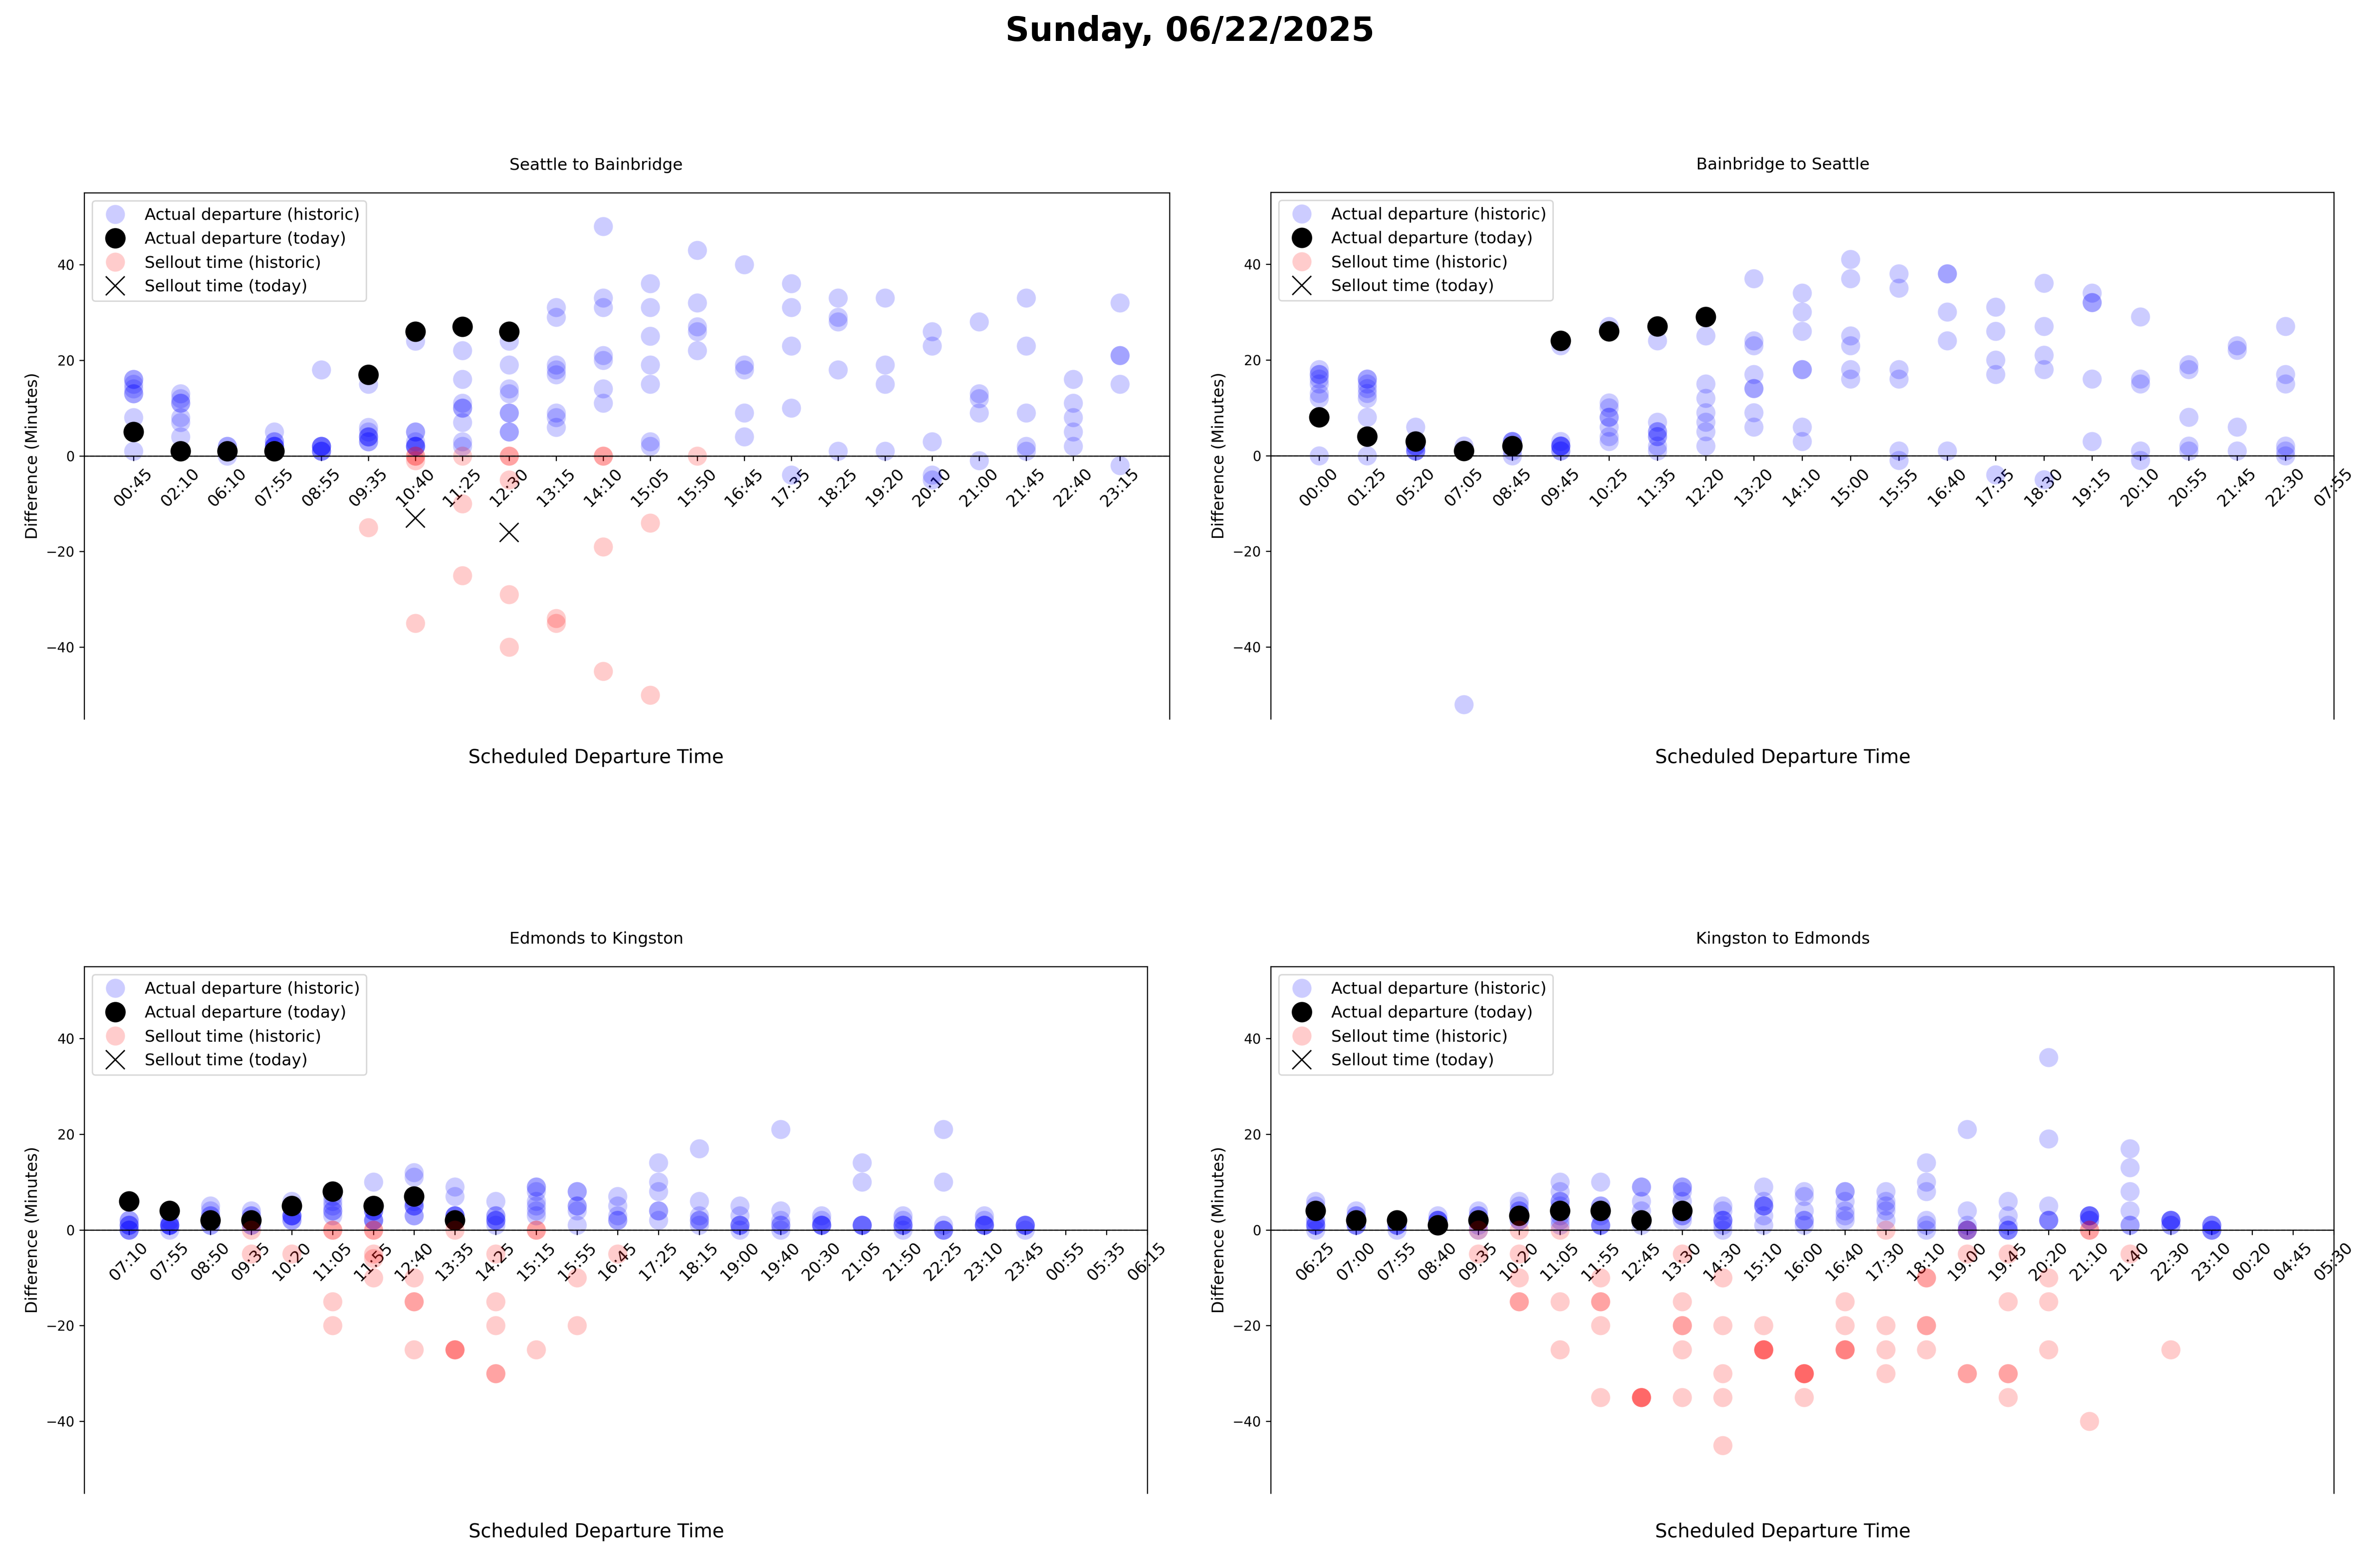 Sunday, 06/22/2025
Seattle to Bainbridge
Actual departure (historic)
Actual departure (today)
Sellout time (historic)
Sellout time (today)
Difference (Minutes)
40
20
0
−20
−40
00:45 02:10 06:10 07:55 08:55 09:35 10:40 11:25 12:30 13:15 14:10 15:05 15:50 16:45 17:35 18:25 19:20 20:10 21:00 21:45 22:40 23:15
Scheduled Departure Time
Bainbridge to Seattle
Actual departure (historic)
Actual departure (today)
Sellout time (historic)
Sellout time (today)
Difference (Minutes)
40
20
0
−20
−40
00:00 01:25 05:20 07:05 08:45 09:45 10:25 11:35 12:20 13:20 14:10 15:00 15:55 16:40 17:35 18:30 19:15 20:10 20:55 21:45 22:30 07:55
Scheduled Departure Time
Edmonds to Kingston
Actual departure (historic)
Actual departure (today)
Sellout time (historic)
Sellout time (today)
Difference (Minutes)
40
20
0
−20
−40
07:10 07:55 08:50 09:35 10:20 11:05 11:55 12:40 13:35 14:25 15:15 15:55 16:45 17:25 18:15 19:00 19:40 20:30 21:05 21:50 22:25 23:10 23:45 00:55 05:35 06:15
Scheduled Departure Time
Kingston to Edmonds
Actual departure (historic)
Actual departure (today)
Sellout time (historic)
Sellout time (today)
Difference (Minutes)
40
20
0
−20
−40
06:25 07:00 07:55 08:40 09:35 10:20 11:05 11:55 12:45 13:30 14:30 15:10 16:00 16:40 17:30 18:10 19:00 19:45 20:20 21:10 21:40 22:30 23:10 00:20 04:45 05:30
Scheduled Departure Time